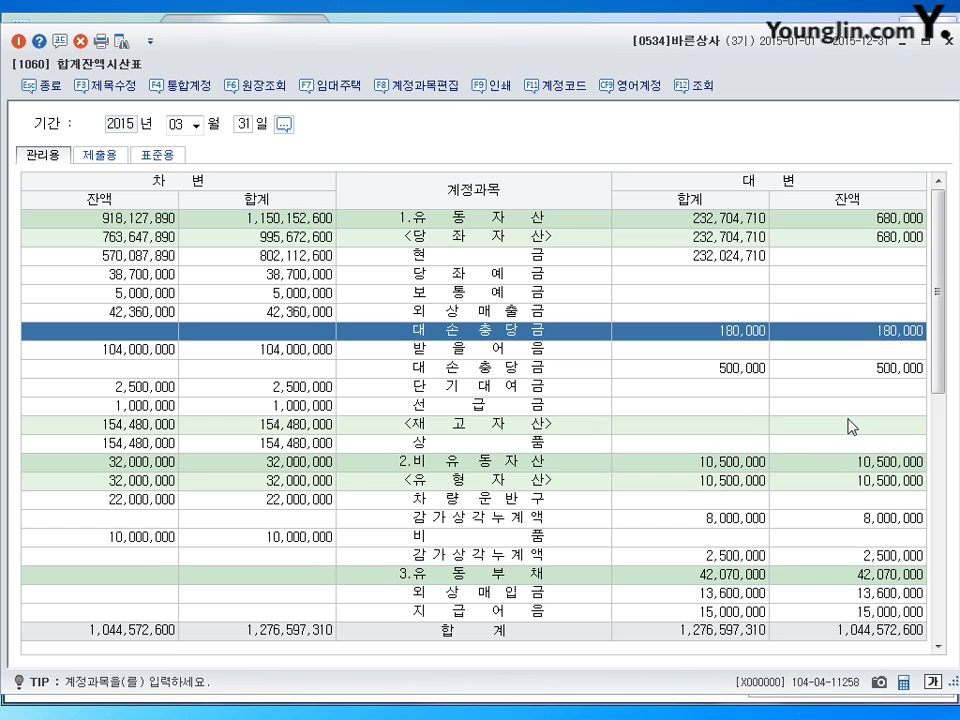 YoungJin.com Y.
[0534]바른상사 (3기) 2015-01-01 ~ 2015-12-31
[1060] 합계잔액시산표
Esc 종료 F3 제목수정 F4 통합계정 F6 원장조회 F7 임대주택 F8 계정과목편집 F9 인쇄 F11 계정코드 CF9 영어계정 F12 조회
기간 : 2015 년 03 월 31 일
관리용 제출용 표준용
차 변 계정과목 대 변
잔액 합계 합계 잔액
918,127,890 1,150,152,600 1.유 동 자 산 232,704,710 680,000
763,647,890 995,672,600 <당 좌 자 산> 232,704,710 680,000
570,087,890 802,112,600 현 금 232,024,710
38,700,000 38,700,000 당 좌 예 금
5,000,000 5,000,000 보 통 예 금
42,360,000 42,360,000 외 상 매 출 금
대 손 충 당 금 180,000 180,000
104,000,000 104,000,000 받 을 어 음
대 손 충 당 금 500,000 500,000
2,500,000 2,500,000 단 기 대 여 금
1,000,000 1,000,000 선 급 금
154,480,000 154,480,000 <재 고 자 산>
154,480,000 154,480,000 상 품
32,000,000 32,000,000 2.비 유 동 자 산 10,500,000 10,500,000
32,000,000 32,000,000 <유 형 자 산> 10,500,000 10,500,000
22,000,000 22,000,000 차 량 운 반 구
감 가 상 각 누 계 액 8,000,000 8,000,000
10,000,000 10,000,000 비 품
감 가 상 각 누 계 액 2,500,000 2,500,000
3.유 동 부 채 42,070,000 42,070,000
외 상 매 입 금 13,600,000 13,600,000
지 급 어 음 15,000,000 15,000,000
1,044,572,600 1,276,597,310 합 계 1,276,597,310 1,044,572,600
TIP : 계정과목을(를) 입력하세요. [X000000] 104-04-11258 가